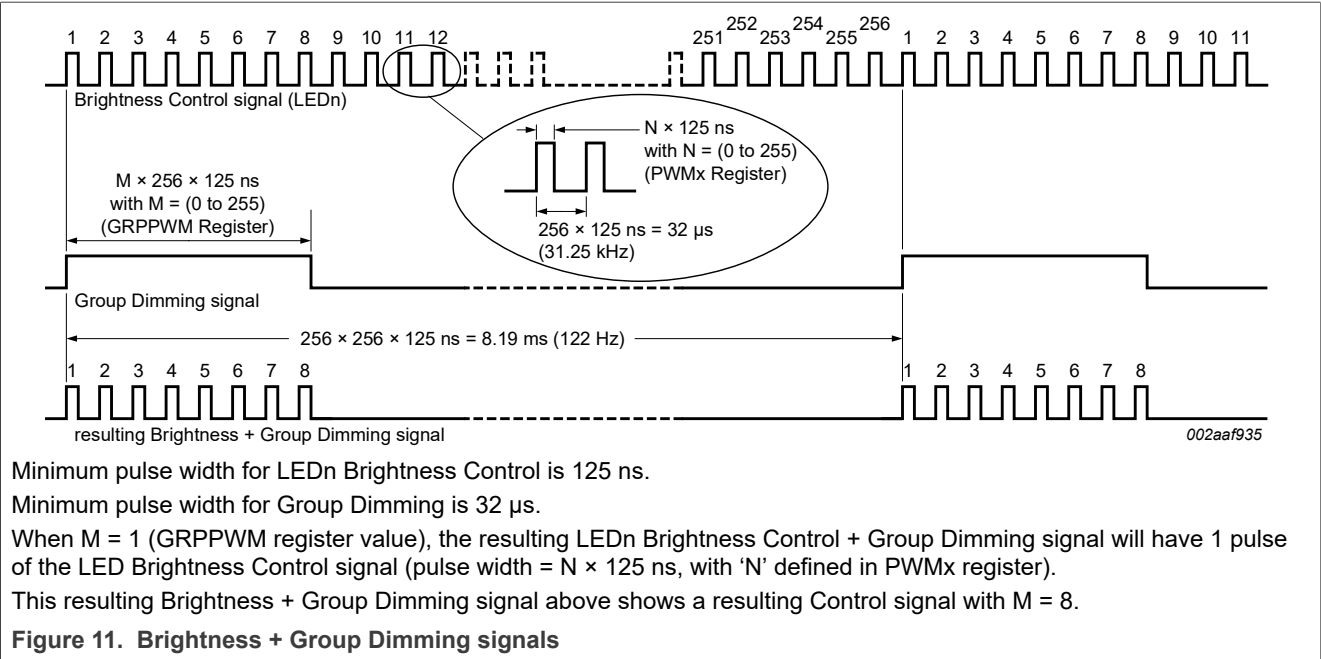 1 2 3 4 5 6 7 8 9 10 11 12 251 252 253 254 255 256 1 2 3 4 5 6 7 8 9 10 11
Brightness Control signal (LEDn)
N × 125 ns
with N = (0 to 255)
(PWMx Register)
256 × 125 ns = 32 µs
(31.25 kHz)
M × 256 × 125 ns
with M = (0 to 255)
(GRPPWM Register)
Group Dimming signal
256 × 256 × 125 ns = 8.19 ms (122 Hz)
1 2 3 4 5 6 7 8 1 2 3 4 5 6 7 8
resulting Brightness + Group Dimming signal
002aaf935
Minimum pulse width for LEDn Brightness Control is 125 ns.
Minimum pulse width for Group Dimming is 32 µs.
When M = 1 (GRPPWM register value), the resulting LEDn Brightness Control + Group Dimming signal will have 1 pulse
of the LED Brightness Control signal (pulse width = N × 125 ns, with ‘N’ defined in PWMx register).
This resulting Brightness + Group Dimming signal above shows a resulting Control signal with M = 8.
Figure 11. Brightness + Group Dimming signals